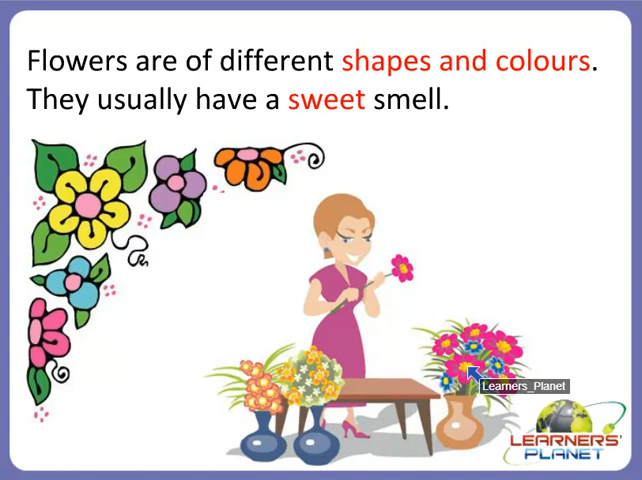 Flowers are of different shapes and colours.
They usually have a sweet smell.
Learners_Planet
LEARNERS'
PLANET